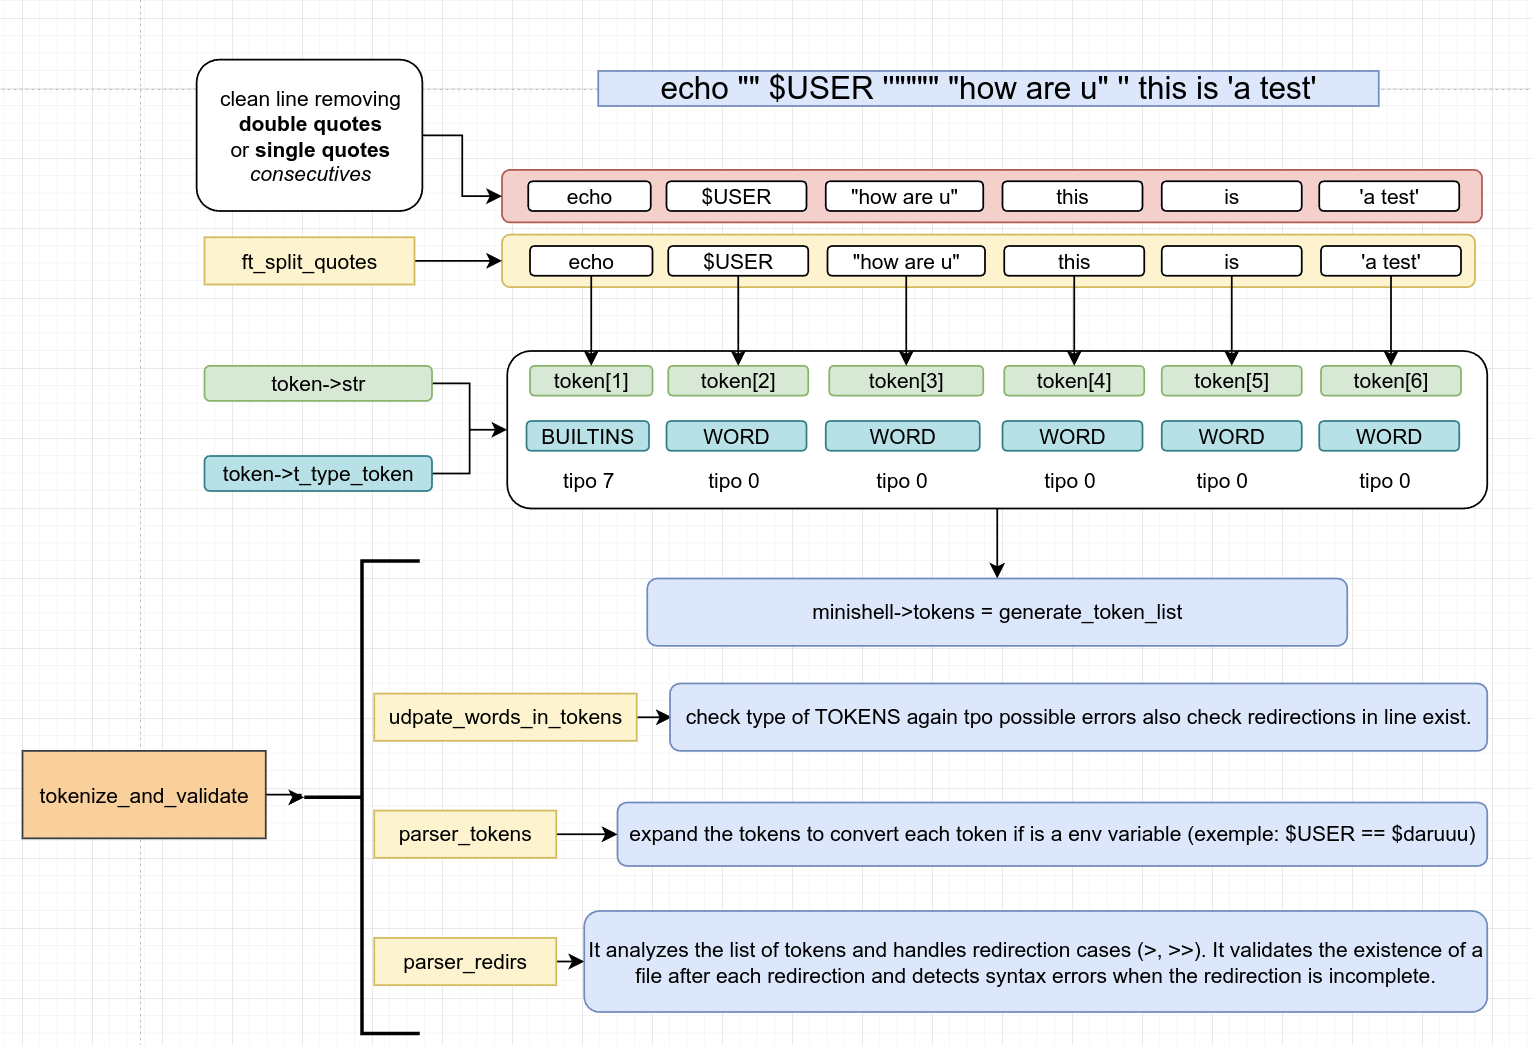 clean line removing
double quotes
or single quotes
consecutives
echo "" $USER '''''''''' "how are u" '' this is 'a test'
echo $USER "how are u" this is 'a test'
ft_split_quotes
echo $USER "how are u" this is 'a test'
token->str
token[1] token[2] token[3] token[4] token[5] token[6]
BUILTINS WORD WORD WORD WORD WORD
token->t_type_token
tipo 7 tipo 0 tipo 0 tipo 0 tipo 0 tipo 0
minishell->tokens = generate_token_list
udpate_words_in_tokens
check type of TOKENS again tpo possible errors also check redirections in line exist.
tokenize_and_validate
parser_tokens
expand the tokens to convert each token if is a env variable (exemple: $USER == $daruuu)
parser_redirs
It analyzes the list of tokens and handles redirection cases (>, >>). It validates the existence of a
file after each redirection and detects syntax errors when the redirection is incomplete.